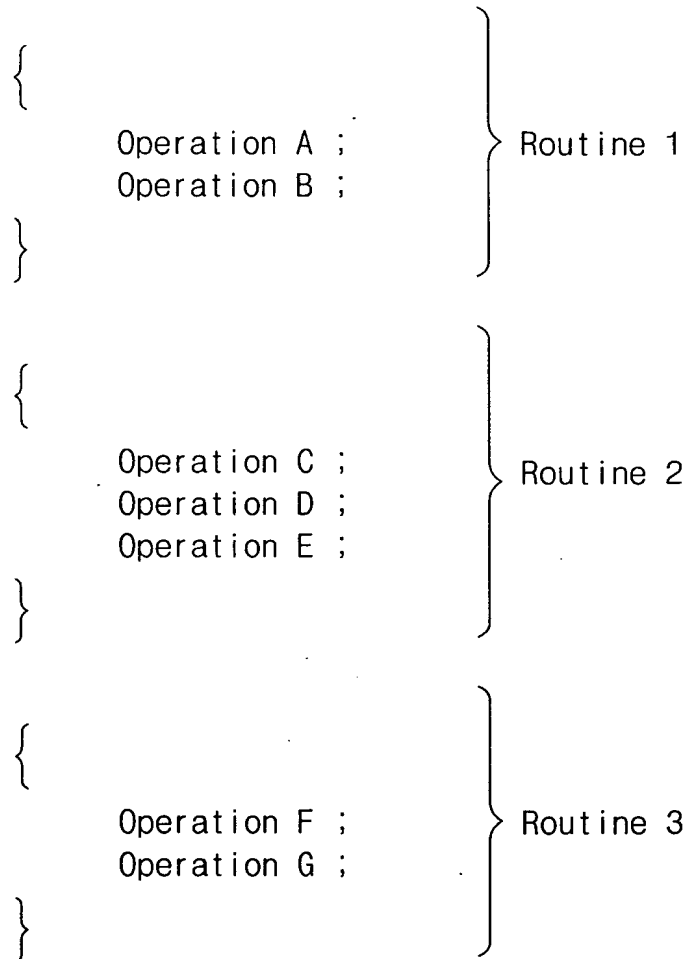 {
Operation A ; Routine 1
Operation B ;
}
{
Operation C ; Routine 2
Operation D ;
Operation E ;
}
{
Operation F ; Routine 3
Operation G ;
}